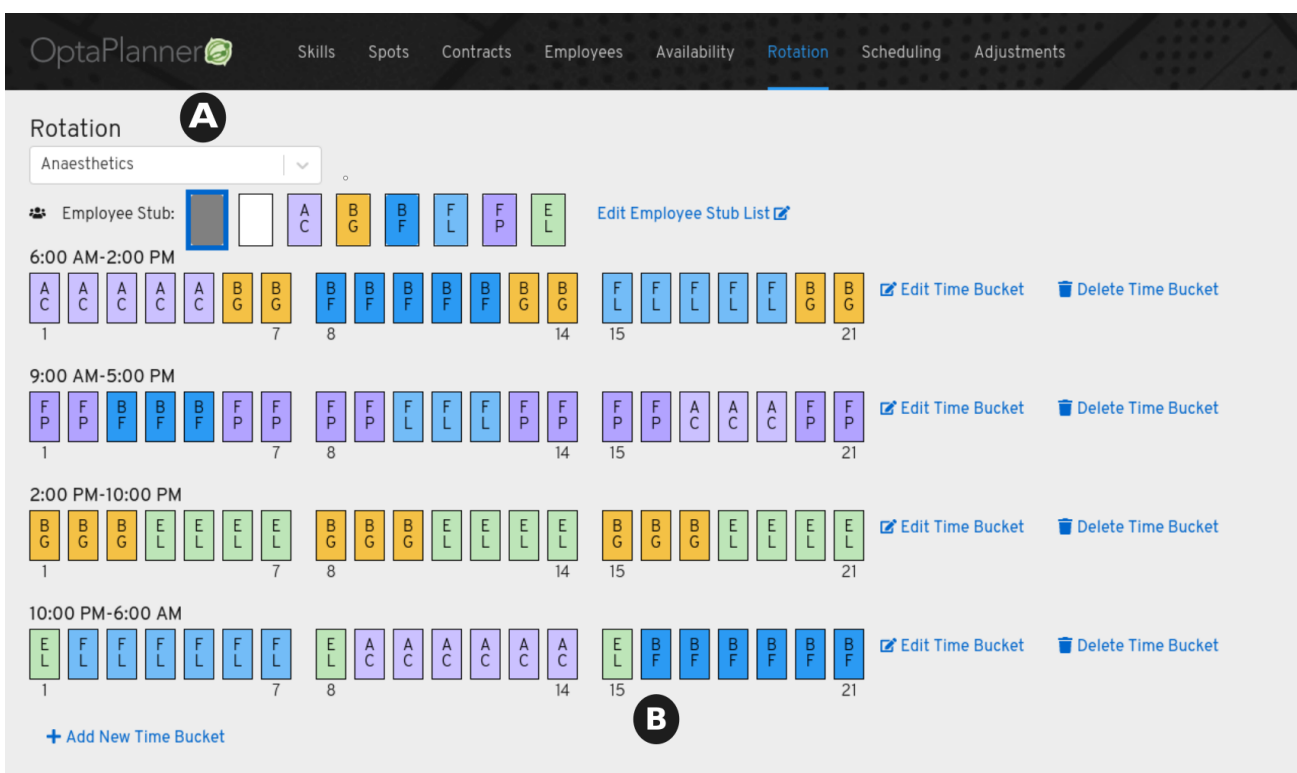 OptaPlanner Skills Spots Contracts Employees Availability Rotation Scheduling Adjustments
A
Rotation
Anaesthetics
Employee Stub: AC BG BF FL FP EL Edit Employee Stub List
6:00 AM-2:00 PM
AC AC AC AC AC BG BG BF BF BF BF BF BG BG FL FL FL FL FL BG BG Edit Time Bucket Delete Time Bucket
1 7 8 14 15 21
9:00 AM-5:00 PM
FP FP BF BF BF FP FP FP FP FL FL FL FP FP FP FP AC AC AC FP FP Edit Time Bucket Delete Time Bucket
1 7 8 14 15 21
2:00 PM-10:00 PM
BG BG BG EL EL EL EL BG BG BG EL EL EL EL BG BG BG EL EL EL EL Edit Time Bucket Delete Time Bucket
1 7 8 14 15 21
10:00 PM-6:00 AM
EL FL FL FL FL FL FL EL AC AC AC AC AC AC EL BF BF BF BF BF BF Edit Time Bucket Delete Time Bucket
1 7 8 14 15 21
B
+ Add New Time Bucket